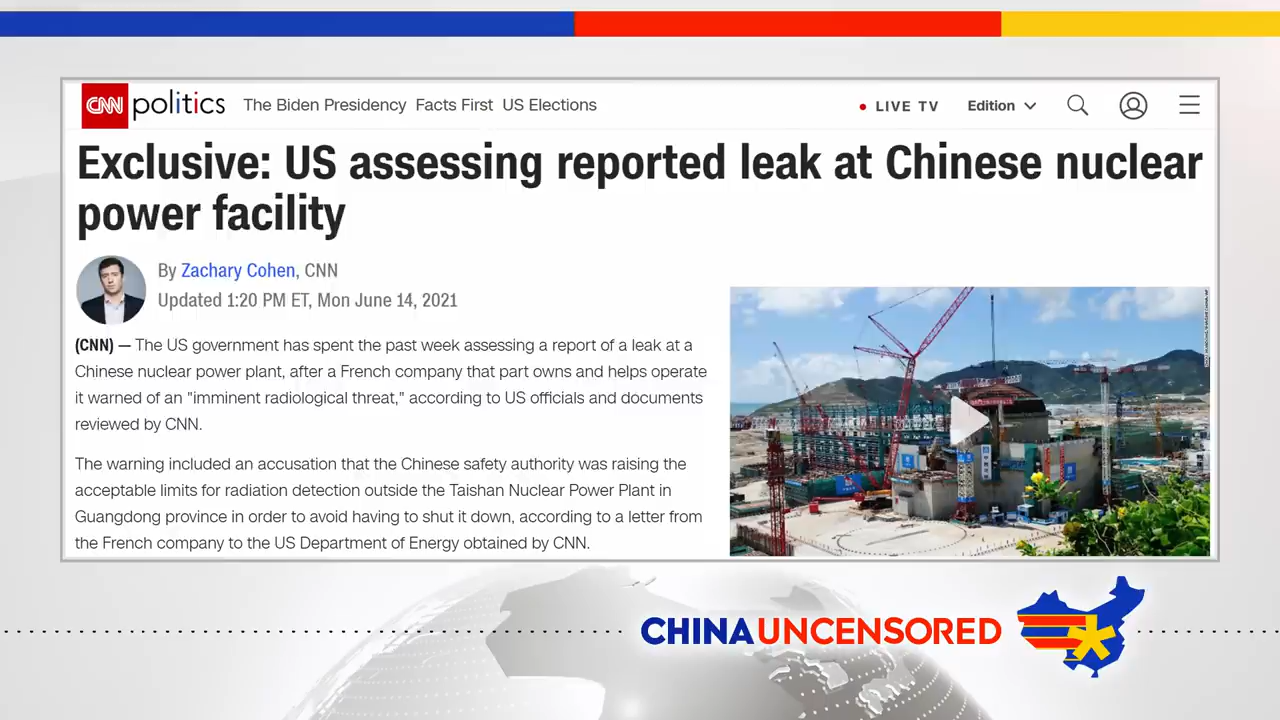 CNN politics The Biden Presidency Facts First US Elections LIVE TV Edition
Exclusive: US assessing reported leak at Chinese nuclear
power facility
By Zachary Cohen, CNN
Updated 1:20 PM ET, Mon June 14, 2021
(CNN) — The US government has spent the past week assessing a report of a leak at a
Chinese nuclear power plant, after a French company that part owns and helps operate
it warned of an "imminent radiological threat," according to US officials and documents
reviewed by CNN.
The warning included an accusation that the Chinese safety authority was raising the
acceptable limits for radiation detection outside the Taishan Nuclear Power Plant in
Guangdong province in order to avoid having to shut it down, according to a letter from
the French company to the US Department of Energy obtained by CNN.
CHINA UNCENSORED